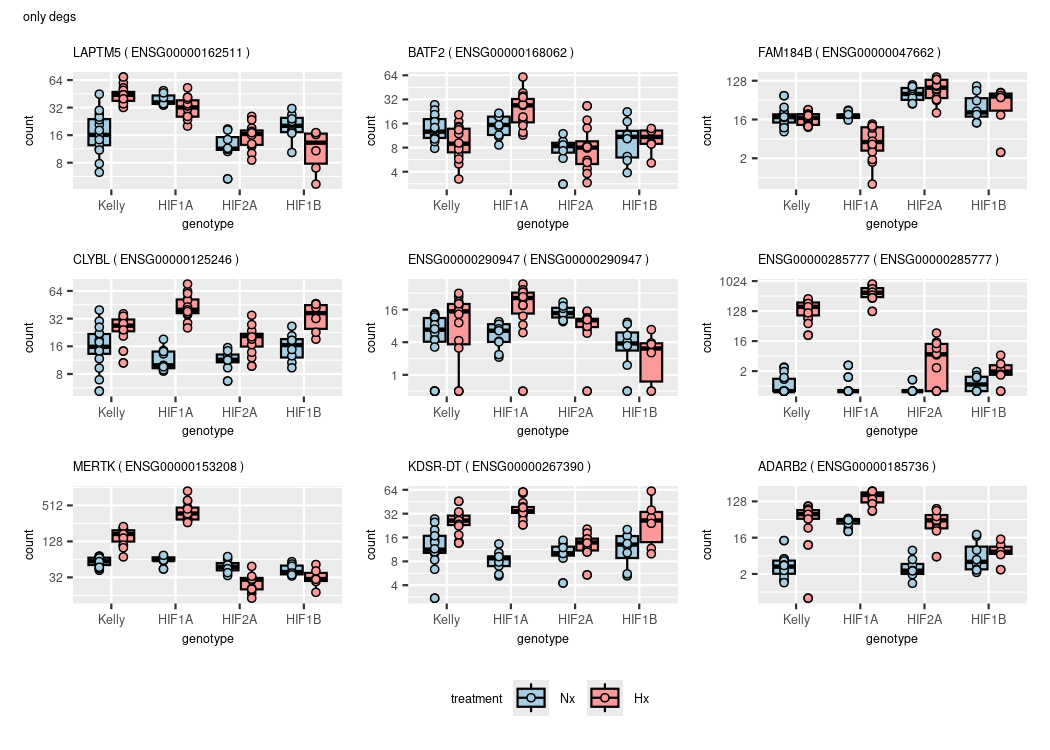 only degs
LAPTM5 ( ENSG00000162511 )
BATF2 ( ENSG00000168062 )
FAM184B ( ENSG00000047662 )
count
64
32
16
8
Kelly HIF1A HIF2A HIF1B
genotype
count
64
32
16
8
4
Kelly HIF1A HIF2A HIF1B
genotype
count
128
16
2
Kelly HIF1A HIF2A HIF1B
genotype
CLYBL ( ENSG00000125246 )
ENSG00000290947 ( ENSG00000290947 )
ENSG00000285777 ( ENSG00000285777 )
count
64
32
16
8
Kelly HIF1A HIF2A HIF1B
genotype
count
16
4
1
Kelly HIF1A HIF2A HIF1B
genotype
count
1024
128
16
2
Kelly HIF1A HIF2A HIF1B
genotype
MERTK ( ENSG00000153208 )
KDSR-DT ( ENSG00000267390 )
ADARB2 ( ENSG00000185736 )
count
512
128
32
Kelly HIF1A HIF2A HIF1B
genotype
count
64
32
16
8
4
Kelly HIF1A HIF2A HIF1B
genotype
count
128
16
2
Kelly HIF1A HIF2A HIF1B
genotype
treatment Nx Hx